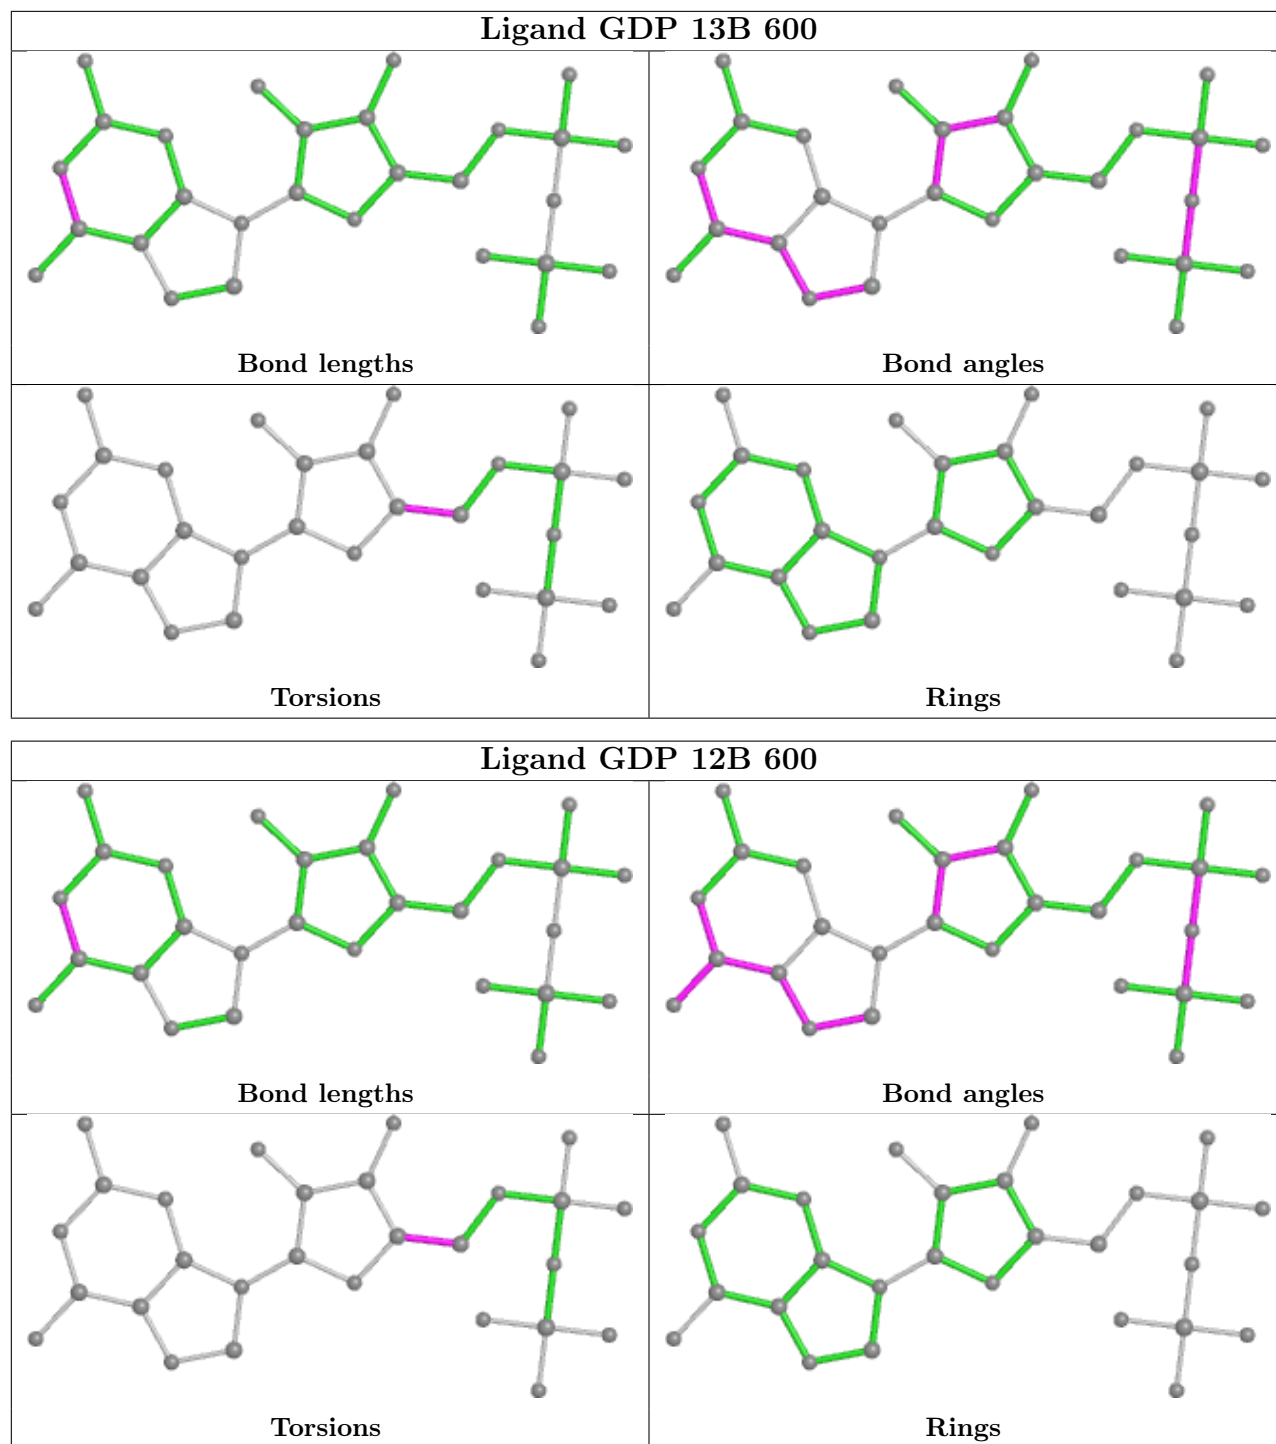 Ligand GDP 13B 600
Bond lengths
Bond angles
Torsions
Rings
Ligand GDP 12B 600
Bond lengths
Bond angles
Torsions
Rings